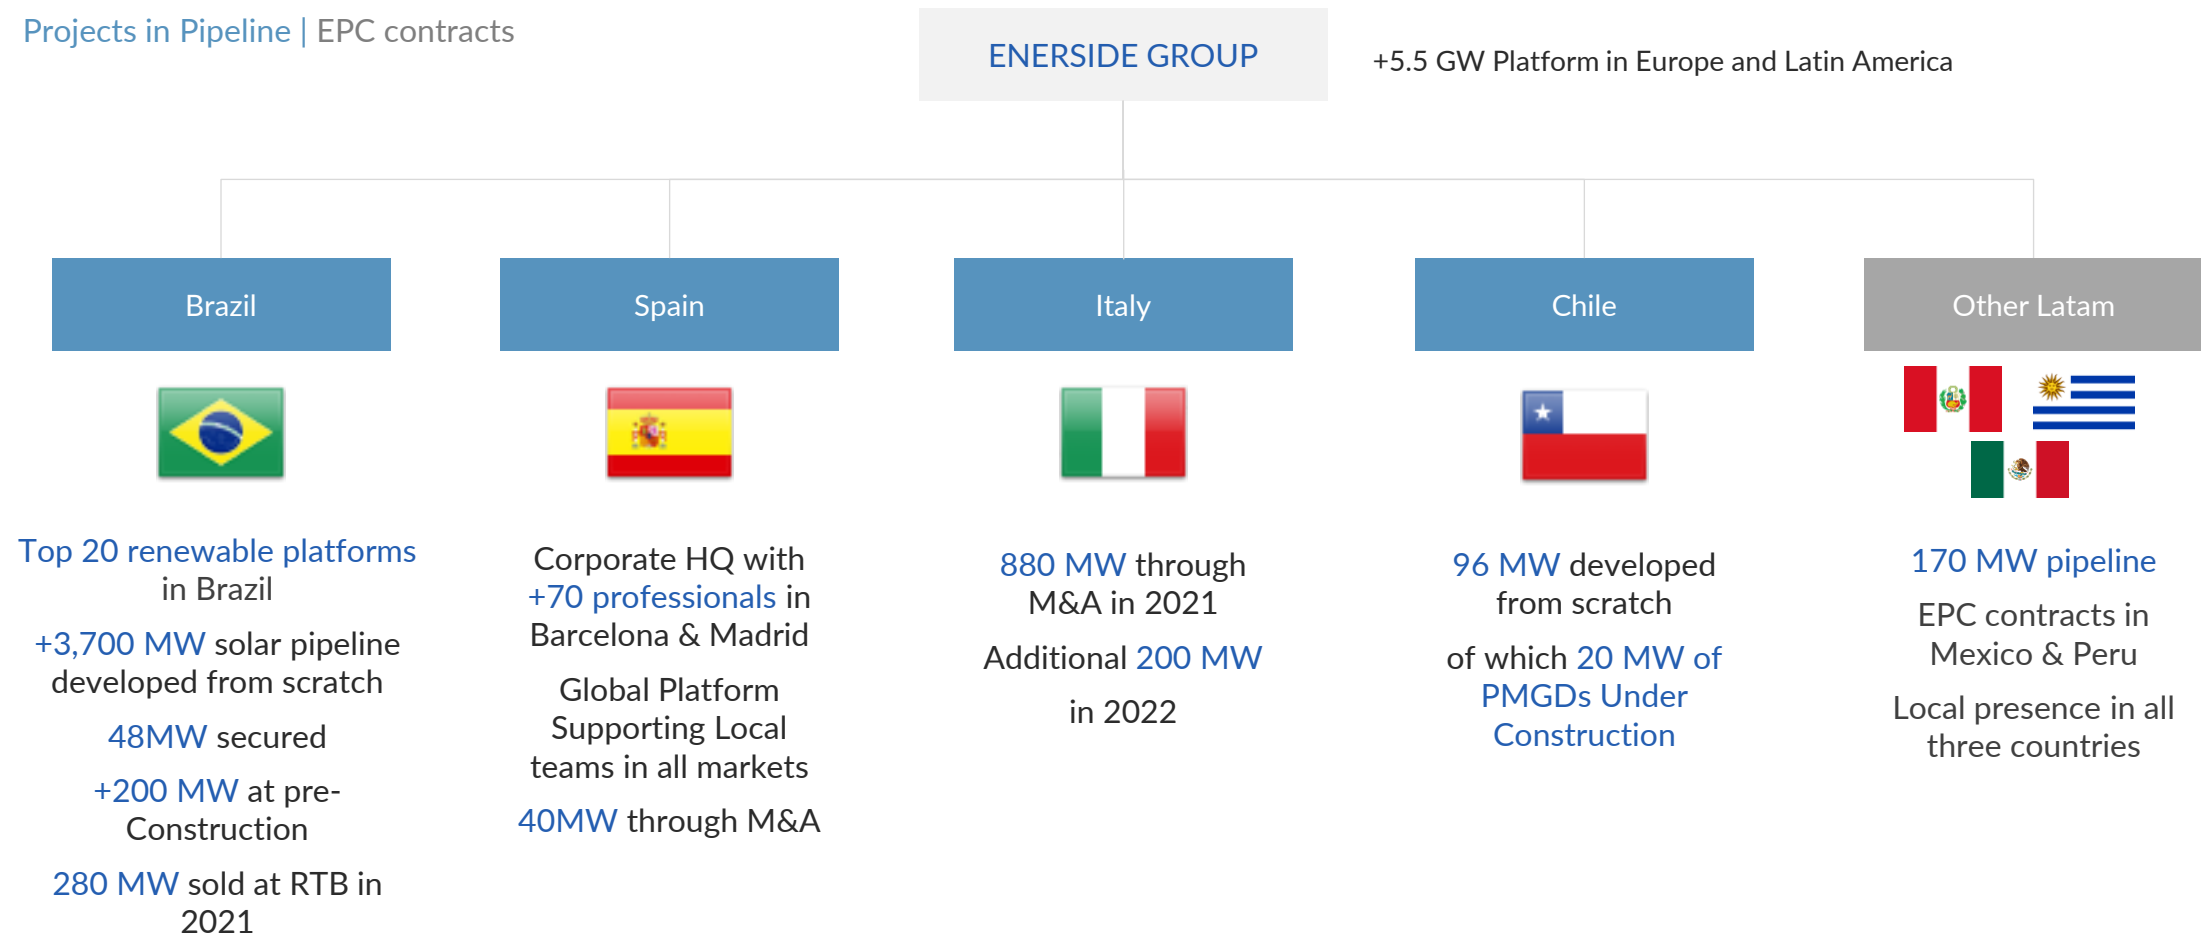 Projects in Pipeline | EPC contracts
ENERSIDE GROUP
+5.5 GW Platform in Europe and Latin America
Brazil
Spain
Italy
Chile
Other Latam
Top 20 renewable platforms
in Brazil
+3,700 MW solar pipeline
developed from scratch
48MW secured
+200 MW at pre-
Construction
280 MW sold at RTB in
2021
Corporate HQ with
+70 professionals in
Barcelona & Madrid
Global Platform
Supporting Local
teams in all markets
40MW through M&A
880 MW through
M&A in 2021
Additional 200 MW
in 2022
96 MW developed
from scratch
of which 20 MW of
PMGDs Under
Construction
170 MW pipeline
EPC contracts in
Mexico & Peru
Local presence in all
three countries